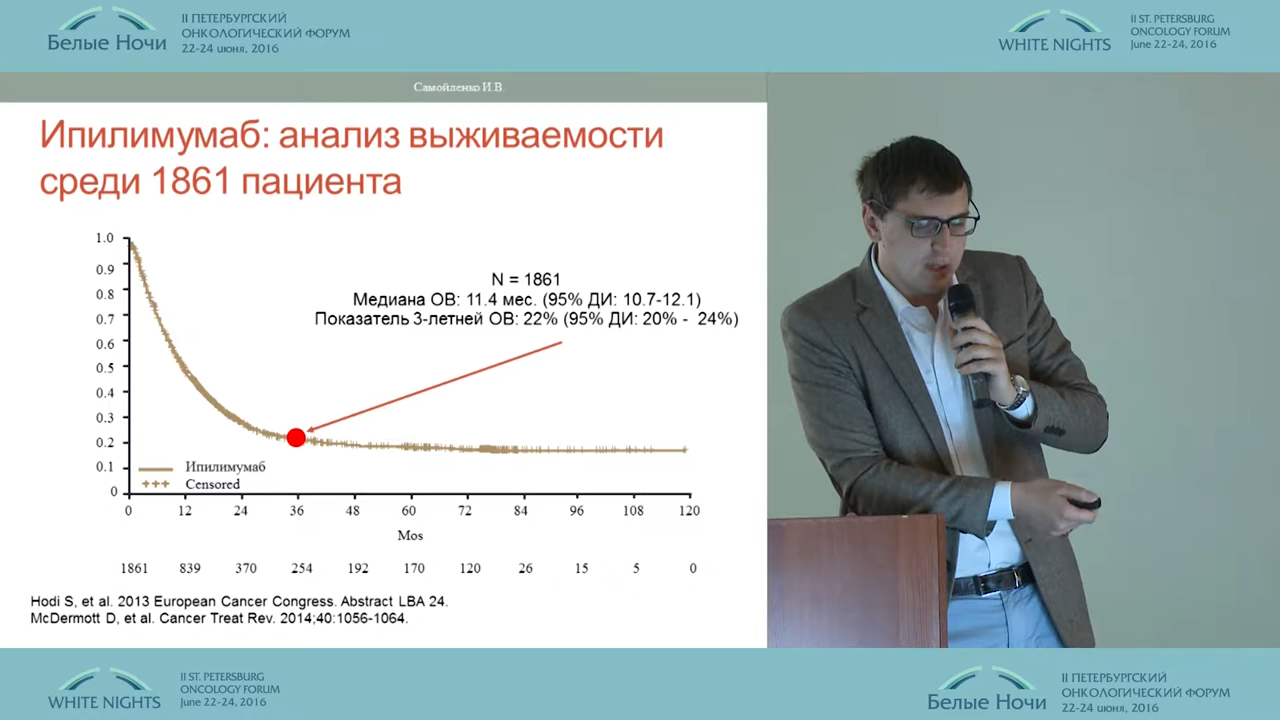 Белые Ночи
II ПЕТЕРБУРГСКИЙ
ОНКОЛОГИЧЕСКИЙ ФОРУМ
22-24 июня, 2016
WHITE NIGHTS
II ST. PETERSBURG
ONCOLOGY FORUM
June 22-24, 2016
Самойленко И.В.
Ипилимумаб: анализ выживаемости
среди 1861 пациента
1.0
0.9
0.8
0.7
0.6
0.5
0.4
0.3
0.2
0.1
0
N = 1861
Медиана ОВ: 11.4 мес. (95% ДИ: 10.7-12.1)
Показатель 3-летней ОВ: 22% (95% ДИ: 20% - 24%)
Ипилимумаб
Censored
0 12 24 36 48 60 72 84 96 108 120
Mos
1861 839 370 254 192 170 120 26 15 5 0
Hodi S, et al. 2013 European Cancer Congress. Abstract LBA 24.
McDermott D, et al. Cancer Treat Rev. 2014;40:1056-1064.
WHITE NIGHTS
II ST. PETERSBURG
ONCOLOGY FORUM
June 22-24, 2016
Белые Ночи
II ПЕТЕРБУРГСКИЙ
ОНКОЛОГИЧЕСКИЙ ФОРУМ
22-24 июня, 2016